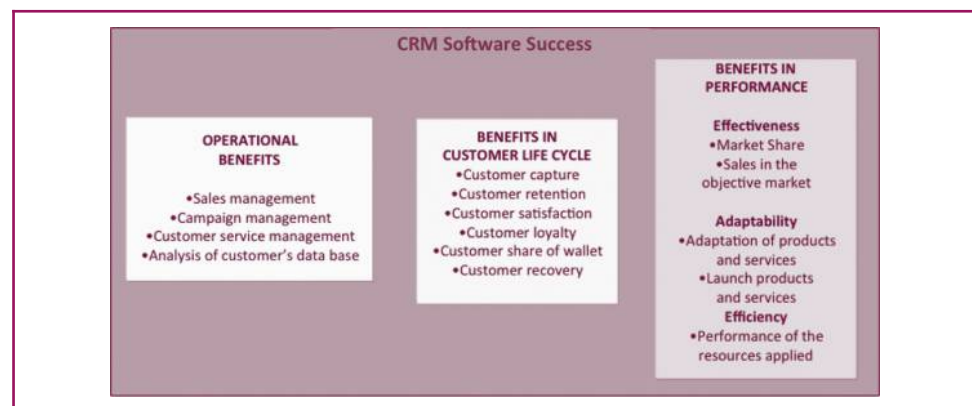 CRM Software Success
OPERATIONAL
BENEFITS
•Sales management
•Campaign management
•Customer service management
•Analysis of customer's data base
BENEFITS IN
CUSTOMER LIFE CYCLE
•Customer capture
•Customer retention
•Customer satisfaction
•Customer loyalty
•Customer share of wallet
•Customer recovery
BENEFITS IN
PERFORMANCE
Effectiveness
•Market Share
•Sales in the
objective market
Adaptability
•Adaptation of products
and services
•Launch products
and services
Efficiency
•Performance of the
resources applied